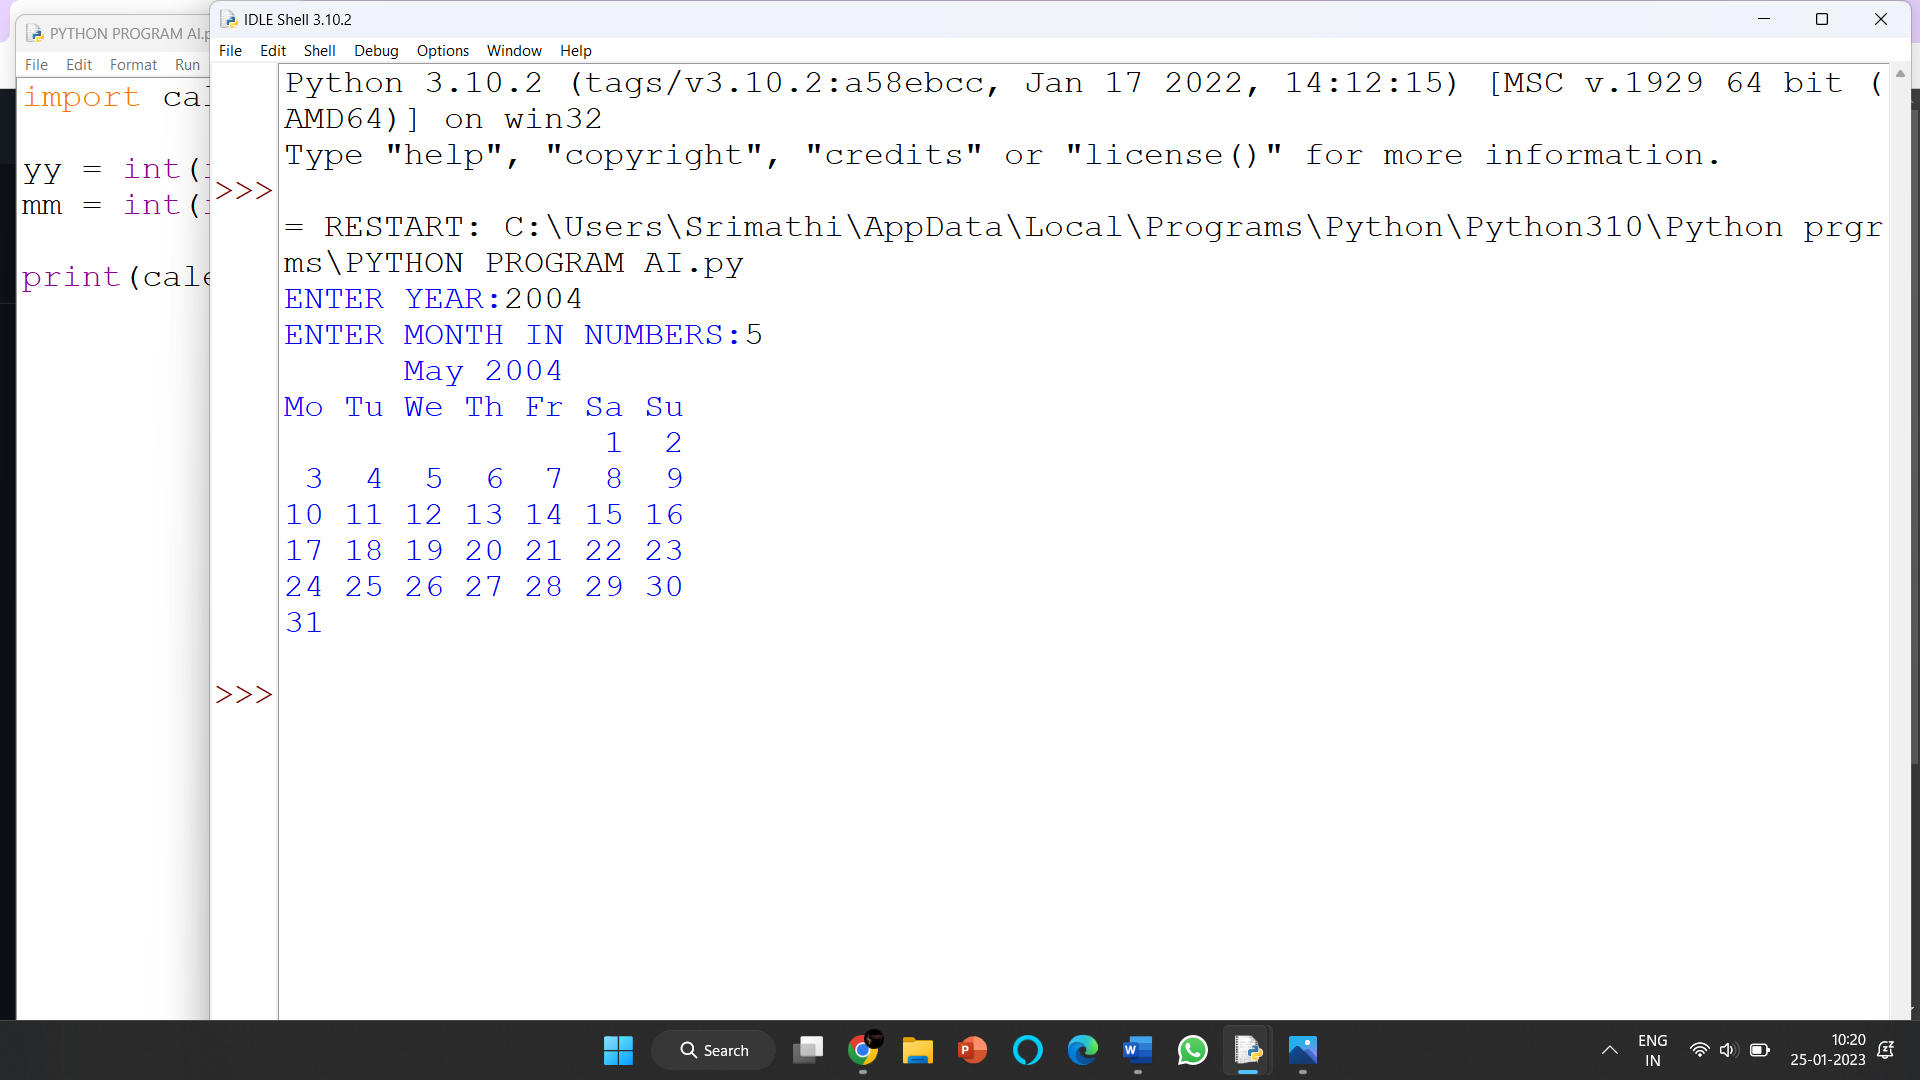 PYTHON PROGRAM AI.p
File Edit Format Run
import cal
yy = int(
mm = int(
print(cale
IDLE Shell 3.10.2
File Edit Shell Debug Options Window Help
Python 3.10.2 (tags/v3.10.2:a58ebcc, Jan 17 2022, 14:12:15) [MSC v.1929 64 bit (
AMD64)] on win32
Type "help", "copyright", "credits" or "license()" for more information.
>>>
= RESTART: C:\Users\Srimathi\AppData\Local\Programs\Python\Python310\Python prgr
ms\PYTHON PROGRAM AI.py
ENTER YEAR:2004
ENTER MONTH IN NUMBERS:5
May 2004
Mo Tu We Th Fr Sa Su
1 2
3 4 5 6 7 8 9
10 11 12 13 14 15 16
17 18 19 20 21 22 23
24 25 26 27 28 29 30
31
>>>
Search
P
W
ENG
IN
10:20
25-01-2023